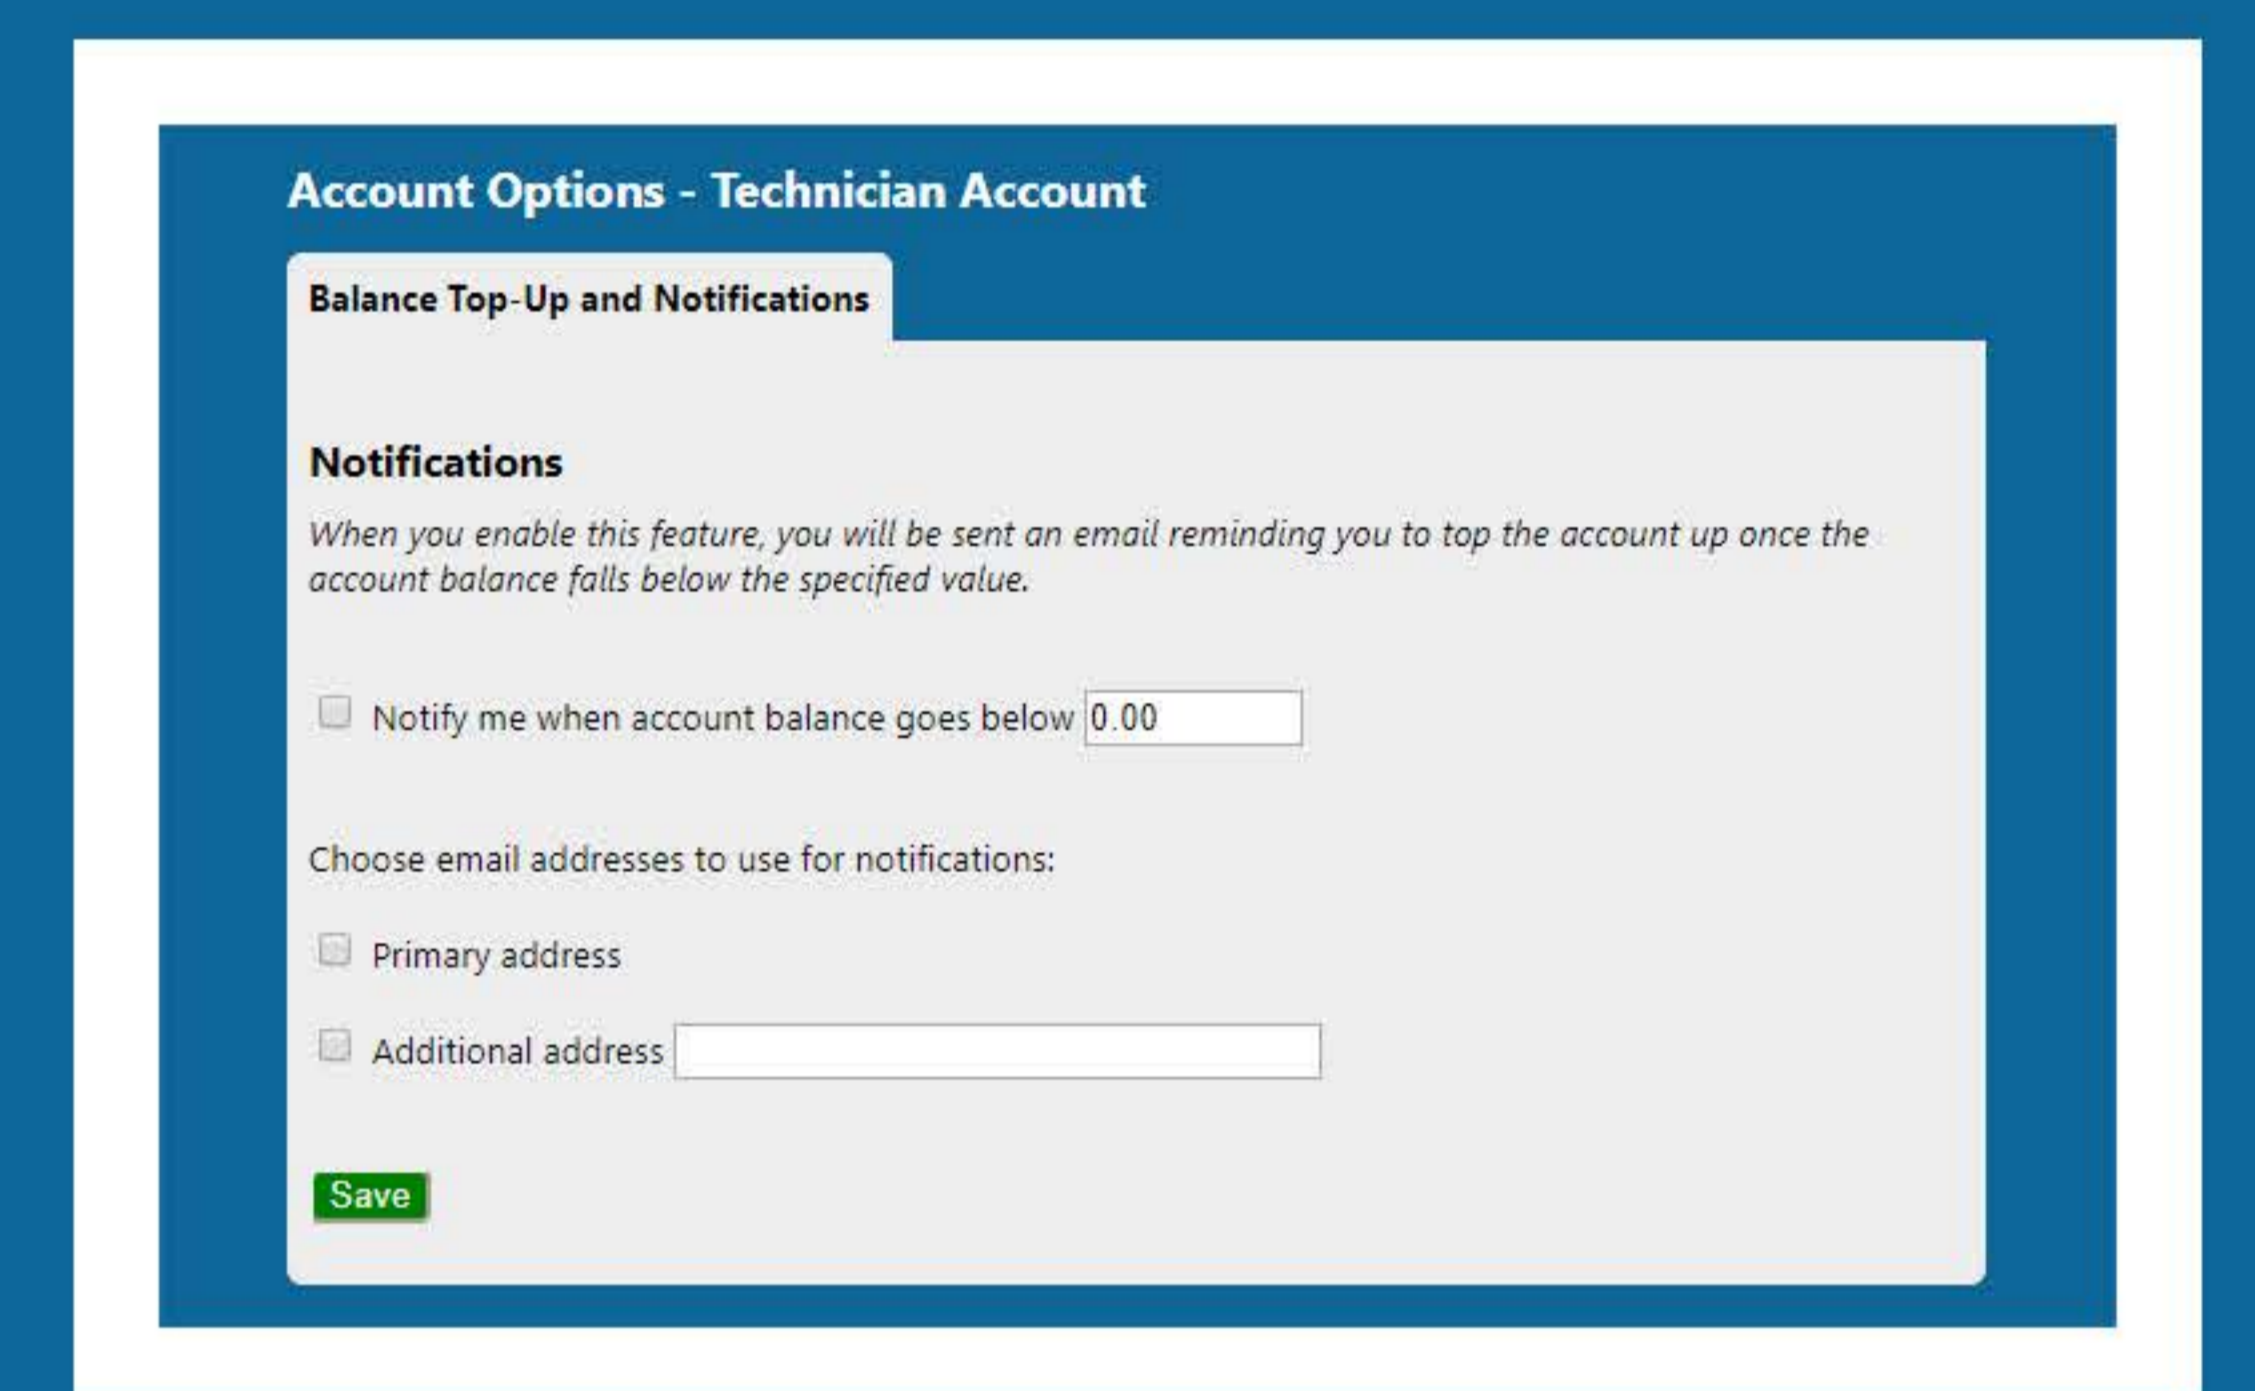 Account Options - Technician Account
Balance Top-Up and Notifications
Notifications
When you enable this feature, you will be sent an email reminding you to top the account up once the
account balance falls below the specified value.
Notify me when account balance goes below 0.00
Choose email addresses to use for notifications:
Primary address
Additional address
Save